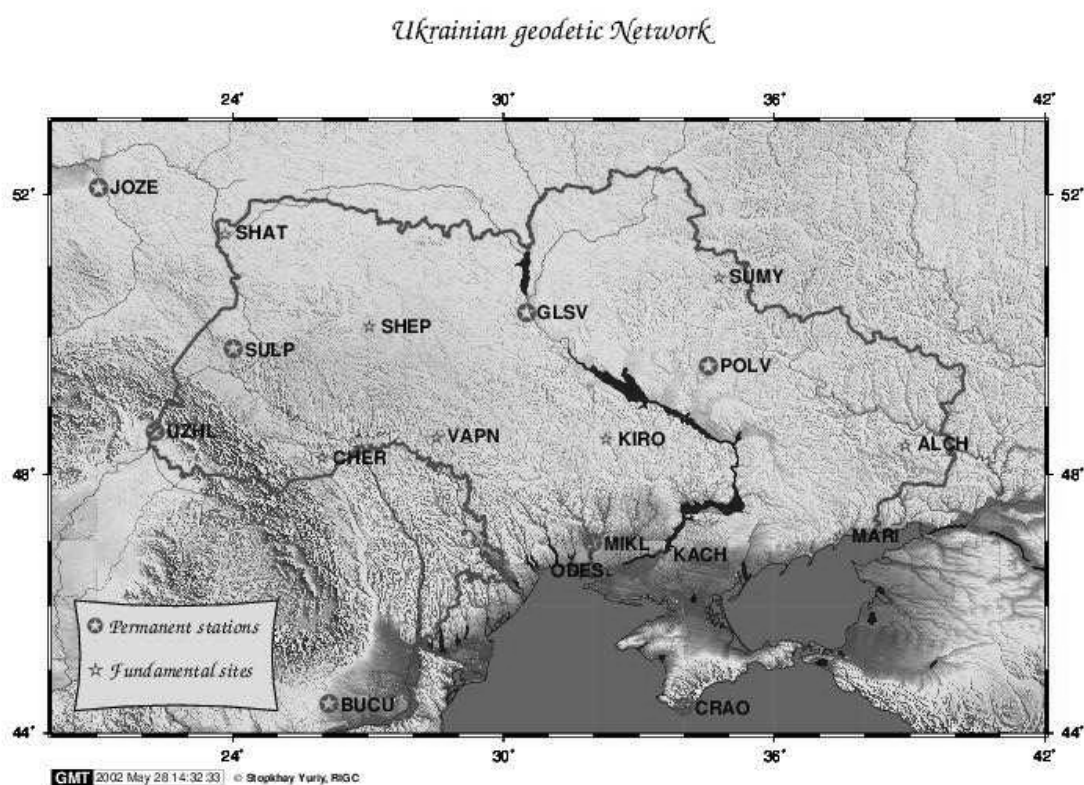 Ukrainian geodetic Network
24° 30° 36° 42°
52° 52°
JOZE
SHAT
SUMY
GLSV
SHEP
SULP
POLV
UZHL
VAPN
KIRO
ALCH
CHER
48° 48°
MARI
MIKL
KACH
ODES
Permanent stations
Fundamental sites
BUCU
CRAO
44° 44°
24° 30° 36° 42°
GMT 2002 May 28 14:32:33 © Stopkhay Yuriy, RIGC